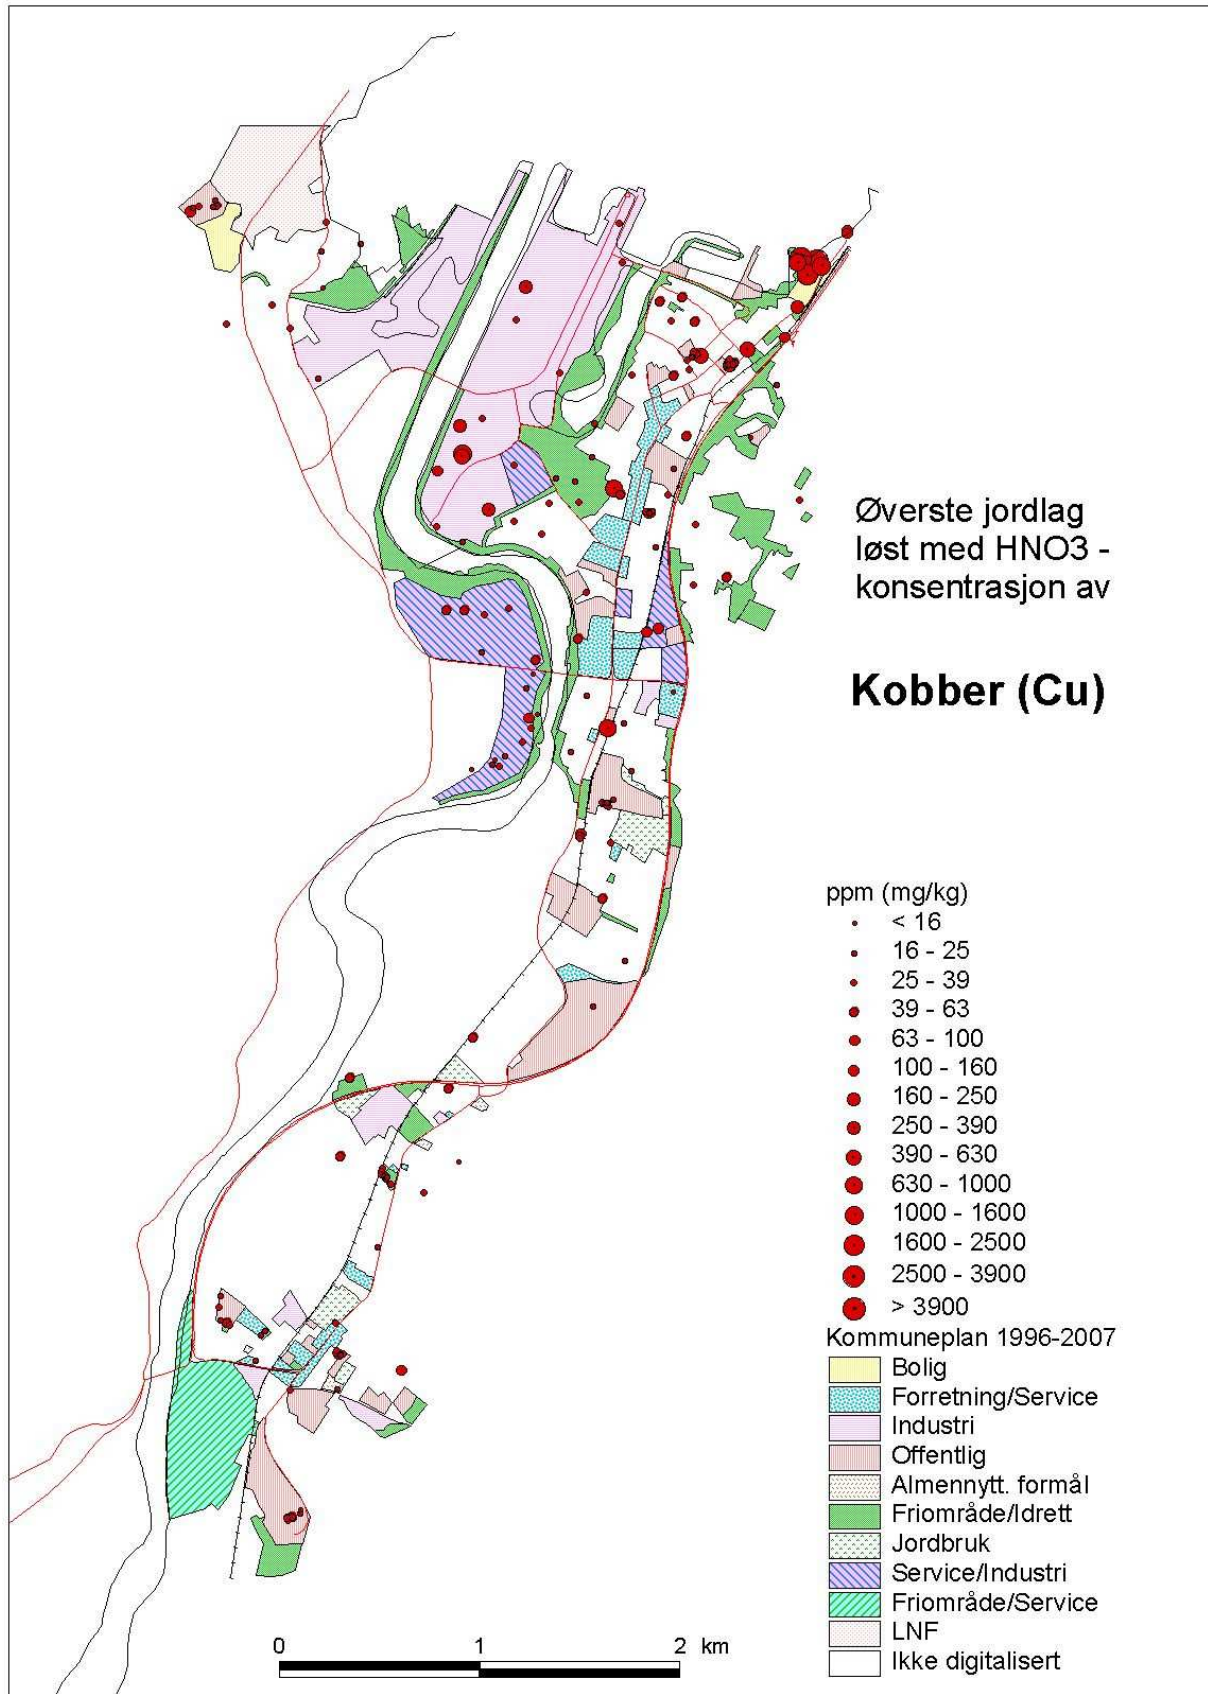 Øverste jordlag
løst med HNO3 -
konsentrasjon av
Kobber (Cu)
ppm (mg/kg)
< 16
16 - 25
25 - 39
39 - 63
63 - 100
100 - 160
160 - 250
250 - 390
390 - 630
630 - 1000
1000 - 1600
1600 - 2500
2500 - 3900
> 3900
Kommuneplan 1996-2007
Bolig
Forretning/Service
Industri
Offentlig
Almennytt. formål
Friområde/Idrett
Jordbruk
Service/Industri
Friområde/Service
LNF
Ikke digitalisert
0 1 2 km